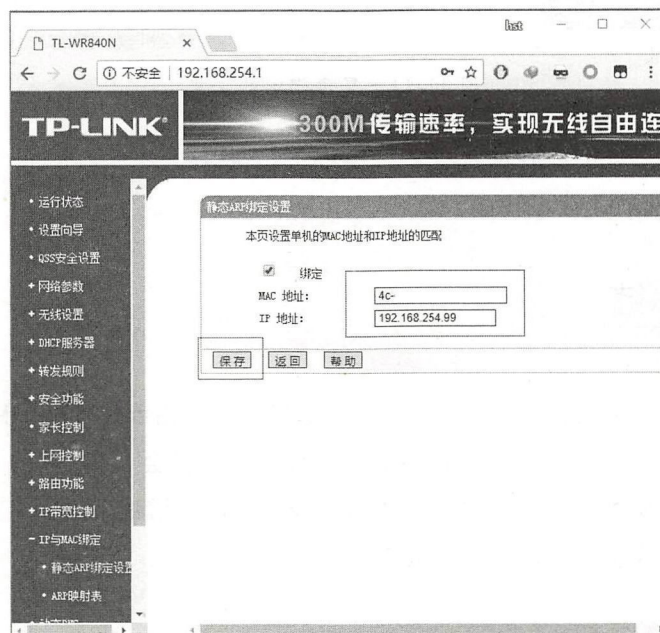 hst
TL-WR840N
不安全 | 192.168.254.1
TP-LINK®
300M传输速率，实现无线自由连
• 运行状态
• 设置向导
• QSS安全设置
+ 网络参数
+ 无线设置
+ DHCP服务器
+ 转发规则
+ 安全功能
• 家长控制
+ 上网控制
+ 路由功能
+ IP带宽控制
- IP与MAC绑定
• 静态ARP绑定设置
• ARP映射表
静态ARP绑定设置
本页设置单机的MAC地址和IP地址的匹配
绑定
MAC 地址: 4c-
IP 地址: 192.168.254.99
保存 返回 帮助